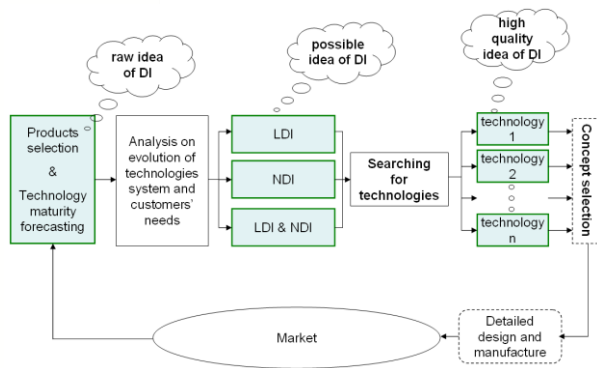 raw idea
of DI
possible
idea of DI
high
quality
idea of DI
Products
selection
&
Technology
maturity
forecasting
Analysis on
evolution of
technologies
system and
customers'
needs
LDI
NDI
LDI & NDI
Searching
for
technologies
technology
1
technology
2
technology
n
Concept selection
Market
Detailed
design and
manufacture